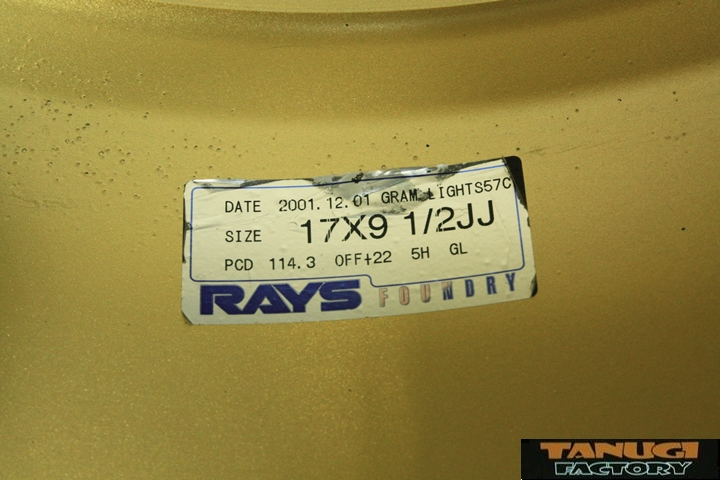 DATE 2001.12.01 GRAM LIGHTS57C
SIZE 17X9 1/2JJ
PCD 114.3 OFF+22 5H GL
RAYS FOUNDRY
TANUGI
FACTORY